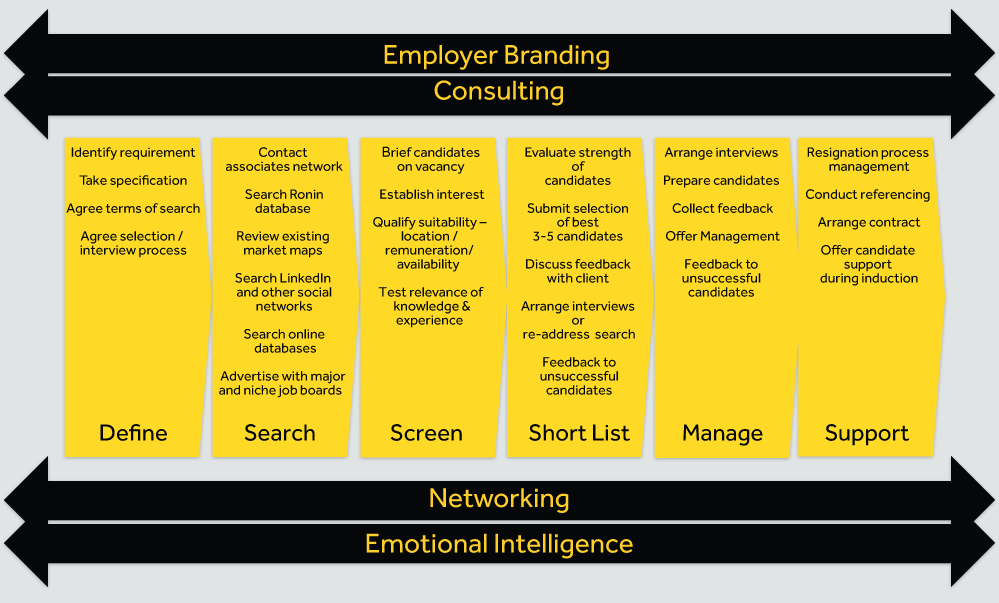 Employer Branding
Consulting
Identify requirement
Take specification
Agree terms of search
Agree selection /
interview process
Define
Contact
associates network
Search Ronin
database
Review existing
market maps
Search LinkedIn
and other social
networks
Search online
databases
Advertise with major
and niche job boards
Search
Brief candidates
on vacancy
Establish interest
Qualify suitability –
location /
remuneration/
availability
Test relevance of
knowledge &
experience
Screen
Evaluate strength
of
candidates
Submit selection
of best
3-5 candidates
Discuss feedback
with client
Arrange interviews
or
re-address search
Feedback to
unsuccessful
candidates
Short List
Arrange interviews
Prepare candidates
Collect feedback
Offer Management
Feedback to
unsuccessful
candidates
Manage
Resignation process
management
Conduct referencing
Arrange contract
Offer candidate
support
during induction
Support
Networking
Emotional Intelligence